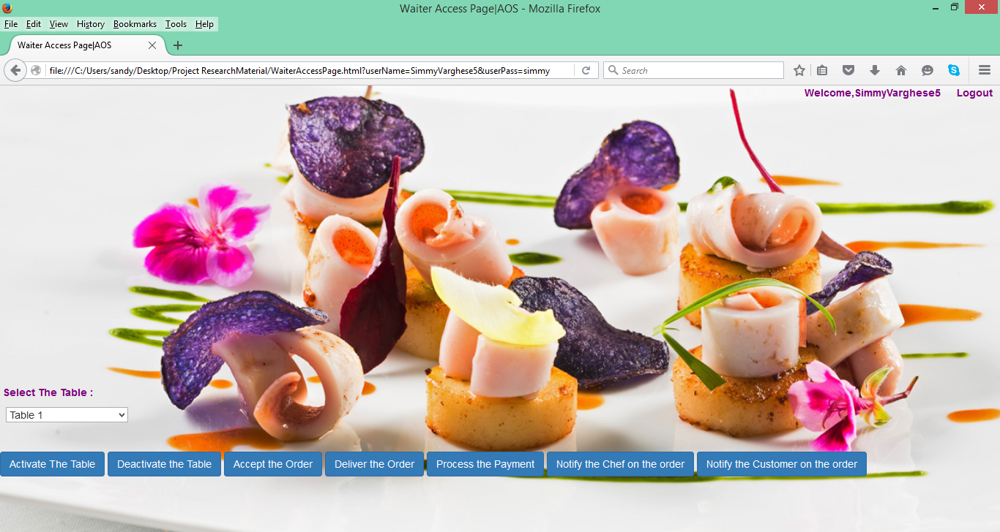 Waiter Access Page|AOS - Mozilla Firefox
File Edit View History Bookmarks Tools Help
Waiter Access Page|AOS
file:///C:/Users/sandy/Desktop/Project ResearchMaterial/WaiterAccessPage.html?userName=SimmyVarghese5&userPass=simmy
Search
Welcome,SimmyVarghese5 Logout
Select The Table :
Table 1
Activate The Table Deactivate the Table Accept the Order Deliver the Order Process the Payment Notify the Chef on the order Notify the Customer on the order